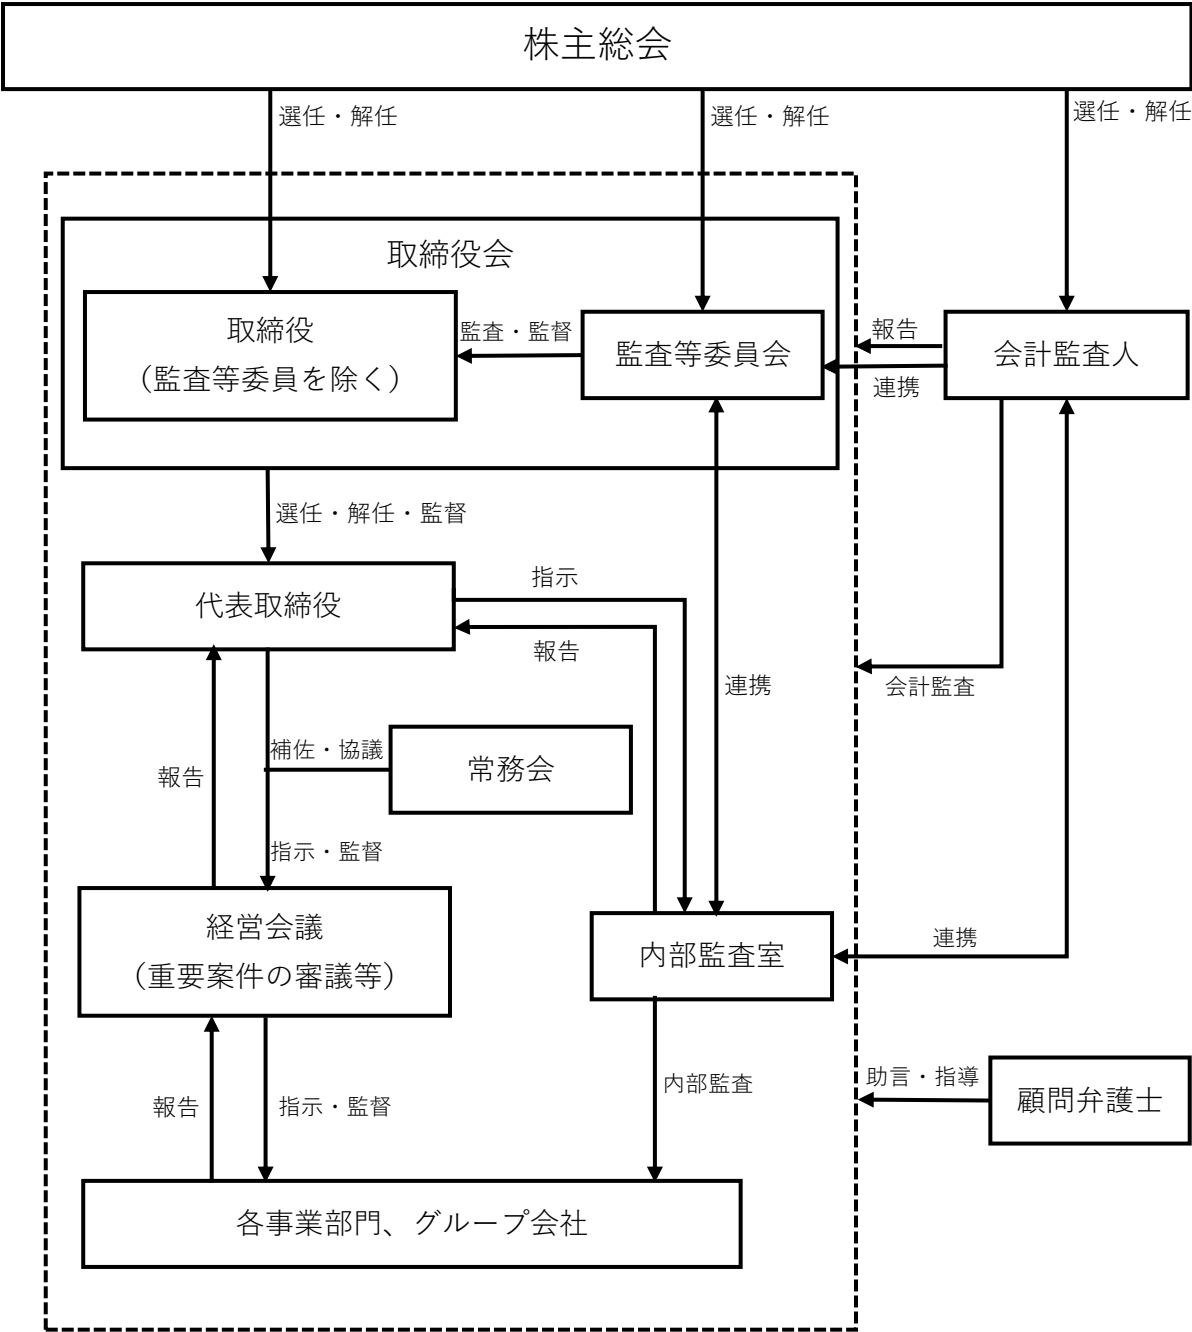 株主総会
選任・解任
選任・解任
選任・解任
取締役会
取締役
（監査等委員を除く）
監査・監督
監査等委員会
報告
連携
会計監査人
選任・解任・監督
代表取締役
指示
報告
連携
会計監査
補佐・協議
常務会
報告
指示・監督
経営会議
（重要案件の審議等）
内部監査室
連携
内部監査
助言・指導
顧問弁護士
報告
指示・監督
各事業部門、グループ会社